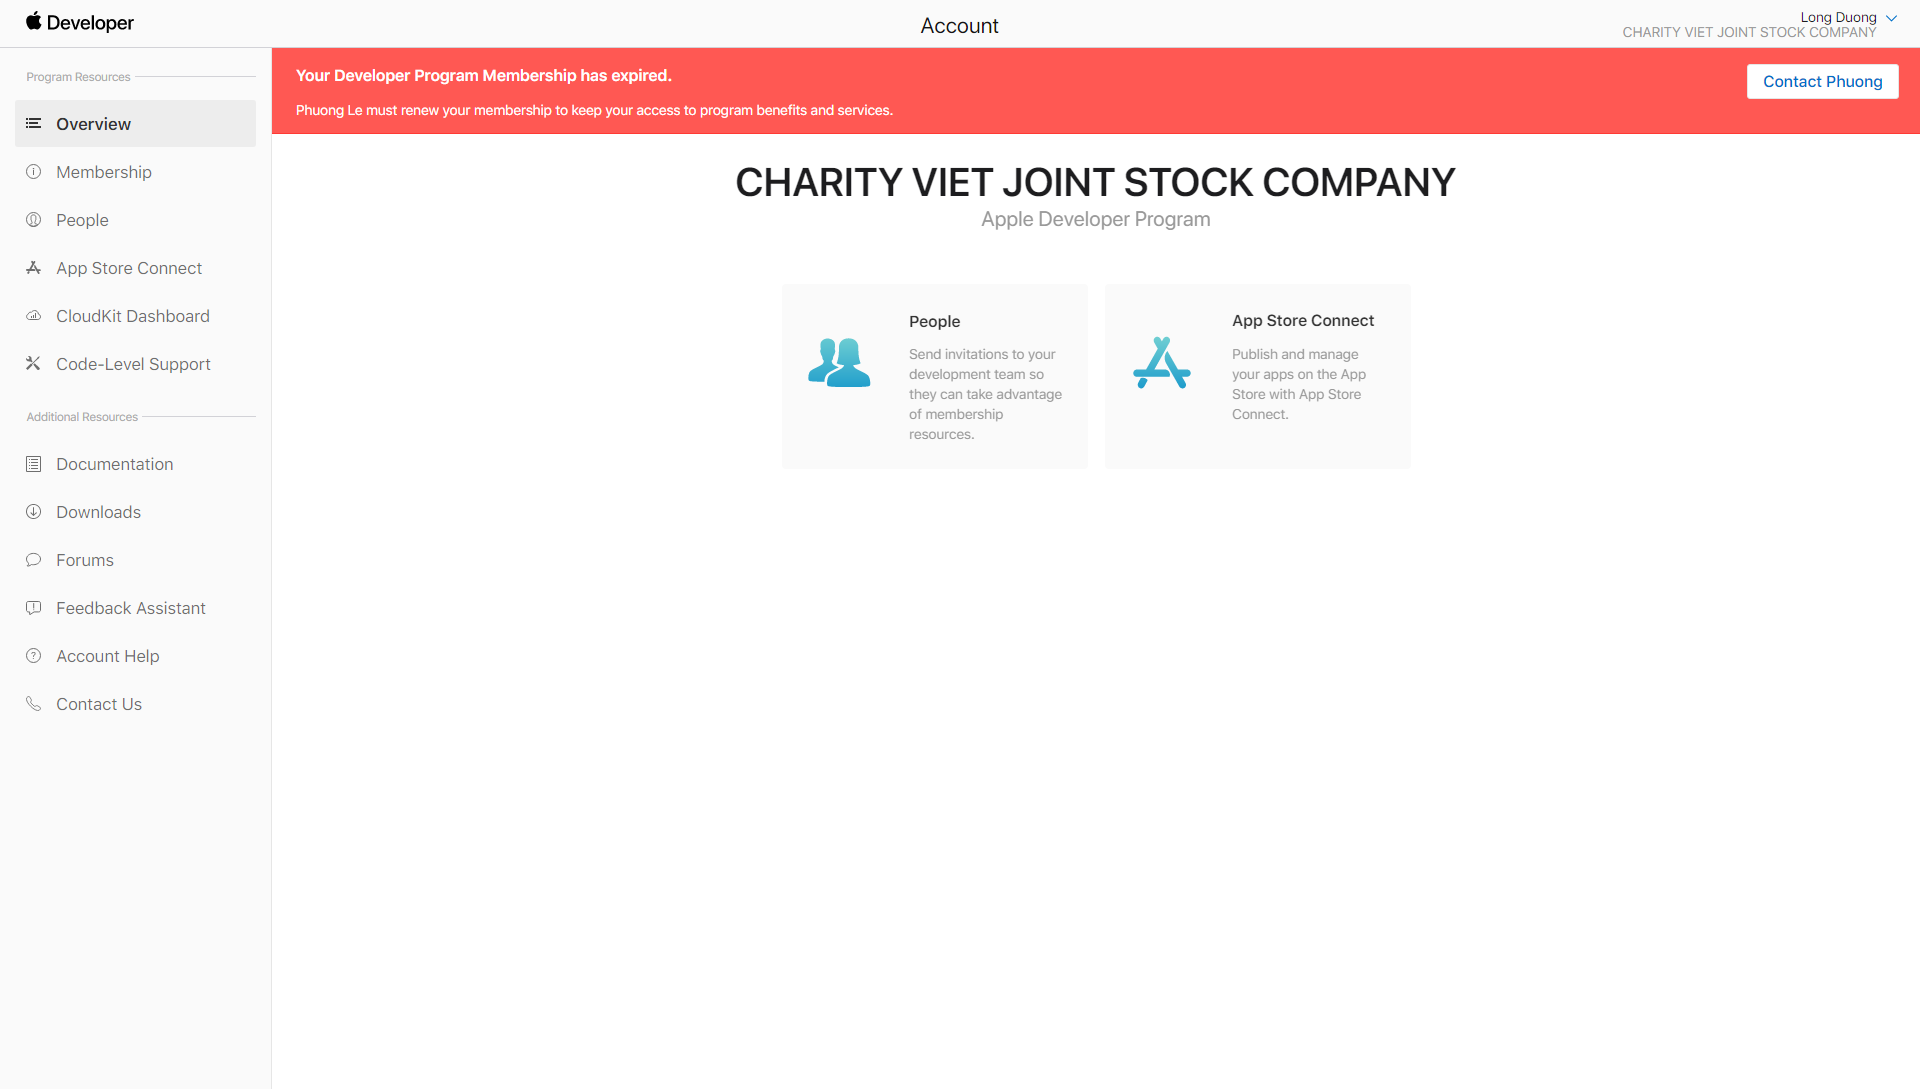 Developer
Account
Long Duong
CHARITY VIET JOINT STOCK COMPANY
Program Resources
Overview
Membership
People
App Store Connect
CloudKit Dashboard
Code-Level Support
Additional Resources
Documentation
Downloads
Forums
Feedback Assistant
Account Help
Contact Us
Your Developer Program Membership has expired.
Phuong Le must renew your membership to keep your access to program benefits and services.
Contact Phuong
CHARITY VIET JOINT STOCK COMPANY
Apple Developer Program
People
Send invitations to your
development team so
they can take advantage
of membership
resources.
App Store Connect
Publish and manage
your apps on the App
Store with App Store
Connect.